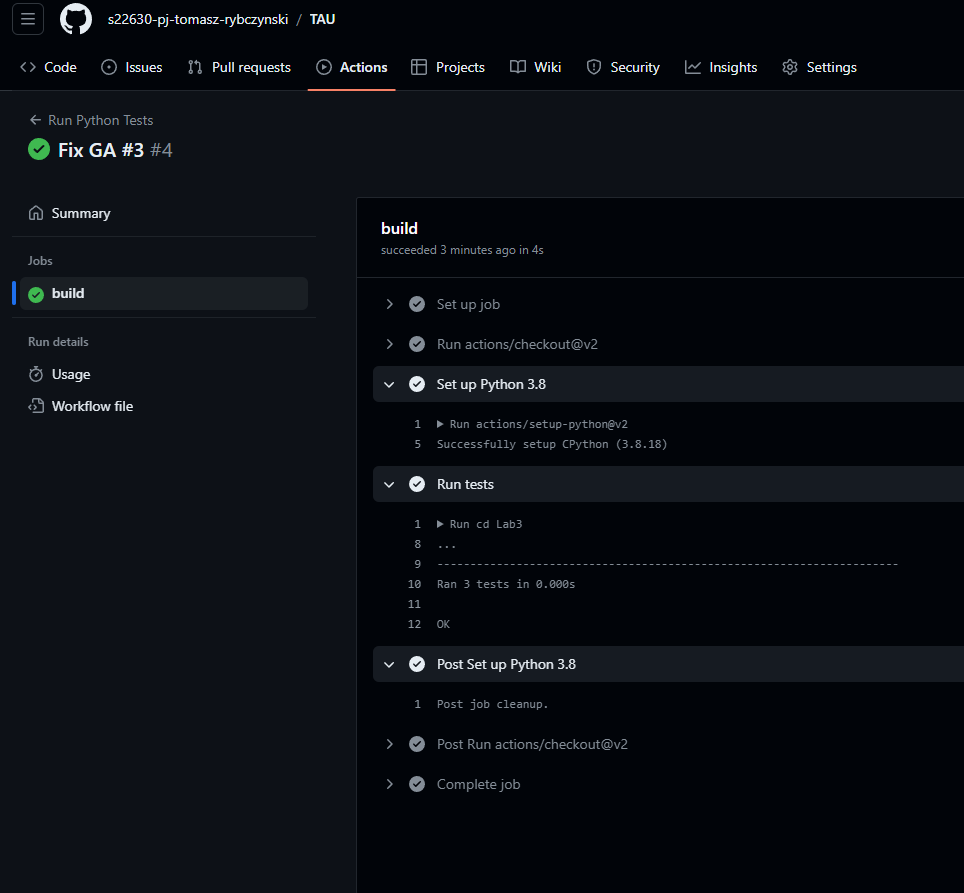 s22630-pj-tomasz-rybczynski / TAU
Code Issues Pull requests Actions Projects Wiki Security Insights Settings
Run Python Tests
Fix GA #3 #4
Summary
Jobs
build
Run details
Usage
Workflow file
build
succeeded 3 minutes ago in 4s
Set up job
Run actions/checkout@v2
Set up Python 3.8
1 Run actions/setup-python@v2
5 Successfully setup CPython (3.8.18)
Run tests
1 Run cd Lab3
8 ...
9 ----------------------------------------------------------------------
10 Ran 3 tests in 0.000s
11
12 OK
Post Set up Python 3.8
1 Post job cleanup.
Post Run actions/checkout@v2
Complete job